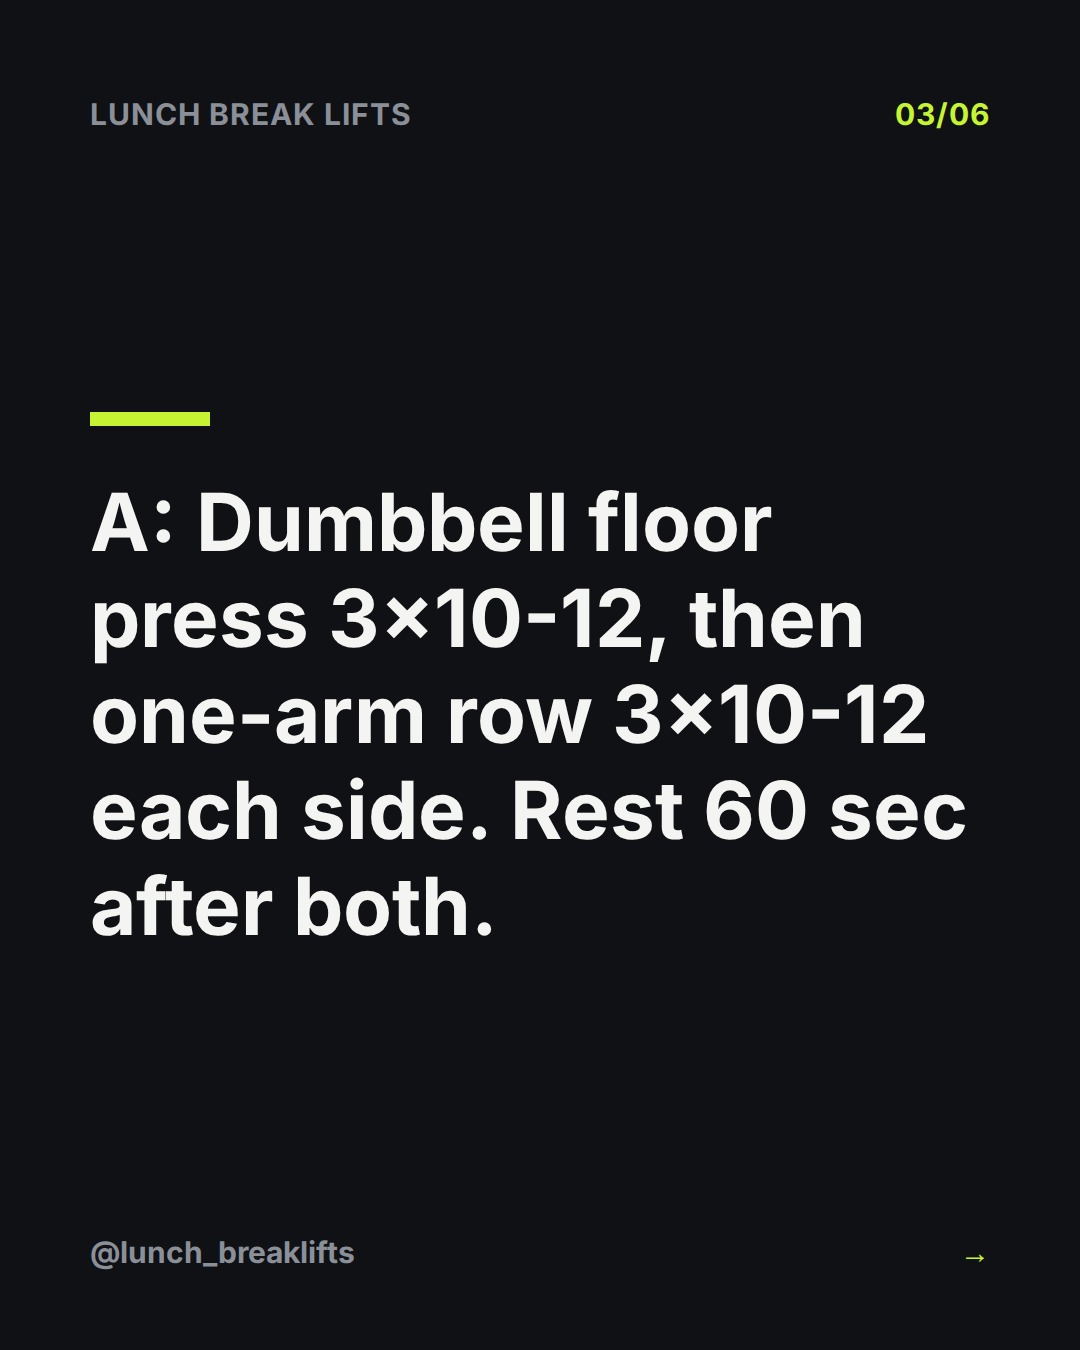 LUNCH BREAK LIFTS
03/06
A: Dumbbell floor
press 3×10-12, then
one-arm row 3×10-12
each side. Rest 60 sec
after both.
@lunch_breaklifts
→